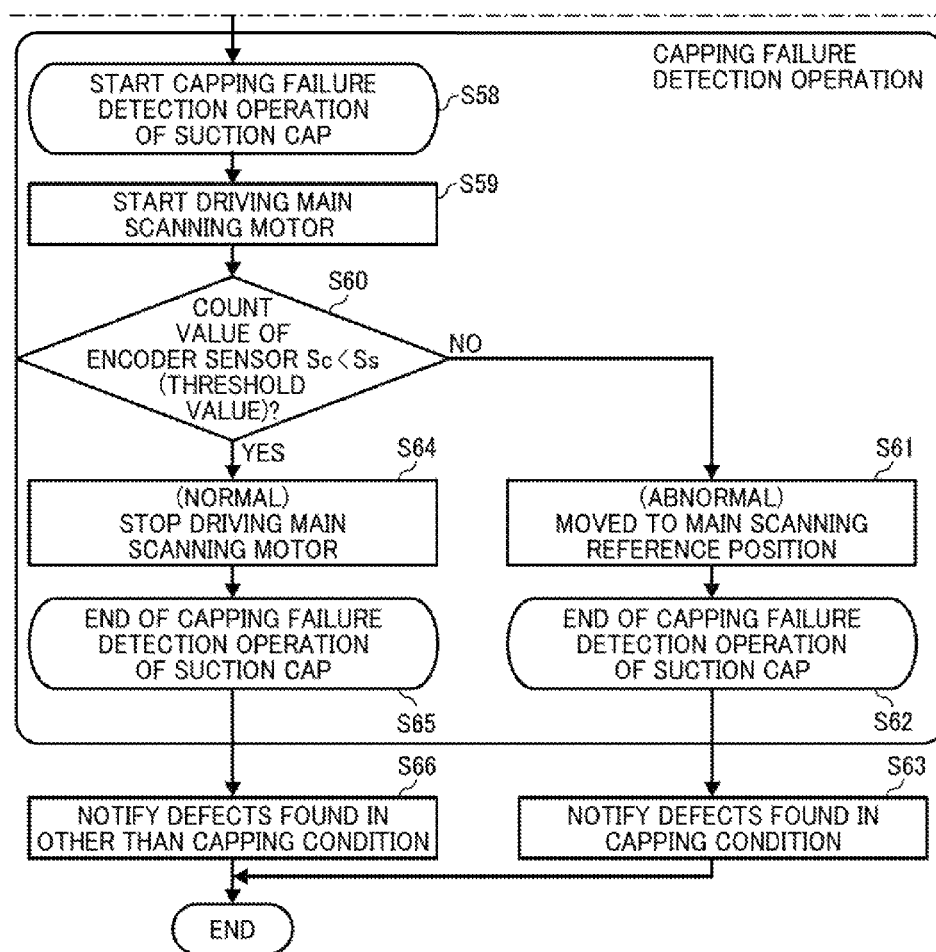 CAPPING FAILURE
DETECTION OPERATION
START CAPPING FAILURE
DETECTION OPERATION
OF SUCTION CAP
S58
START DRIVING MAIN
SCANNING MOTOR
S59
S60
COUNT
VALUE OF
ENCODER SENSOR Sc<Ss
(THRESHOLD
VALUE)?
NO
YES
S64
(NORMAL)
STOP DRIVING MAIN
SCANNING MOTOR
S61
(ABNORMAL)
MOVED TO MAIN SCANNING
REFERENCE POSITION
END OF CAPPING FAILURE
DETECTION OPERATION
OF SUCTION CAP
S65
END OF CAPPING FAILURE
DETECTION OPERATION
OF SUCTION CAP
S62
S66
NOTIFY DEFECTS FOUND IN
OTHER THAN CAPPING CONDITION
S63
NOTIFY DEFECTS FOUND IN
CAPPING CONDITION
END